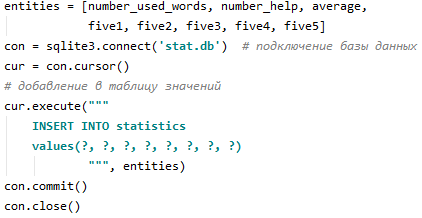 entities = [number_used_words, number_help, average,
            five1, five2, five3, five4, five5]
con = sqlite3.connect('stat.db')  # подключение базы данных
cur = con.cursor()
# добавление в таблицу значений
cur.execute("""
    INSERT INTO statistics
    values(?, ?, ?, ?, ?, ?, ?, ?)
            """, entities)
con.commit()
con.close()